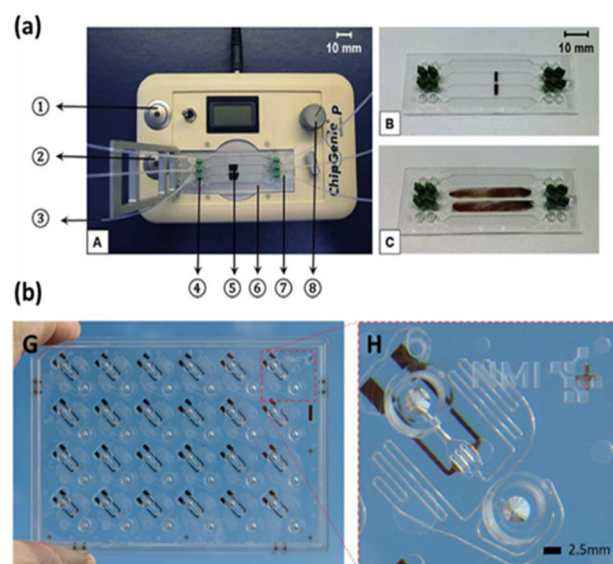 (a)
10 mm
10 mm
①
②
③
ChipGenie P
A
B
C
④ ⑤ ⑥ ⑦ ⑧
(b)
G
H
NMI
2.5mm